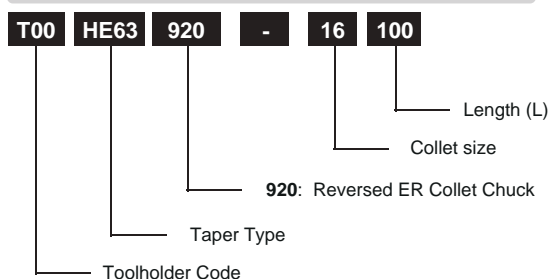 T00 HE63 920 - 16 100
Length (L)
Collet size
920: Reversed ER Collet Chuck
Taper Type
Toolholder Code